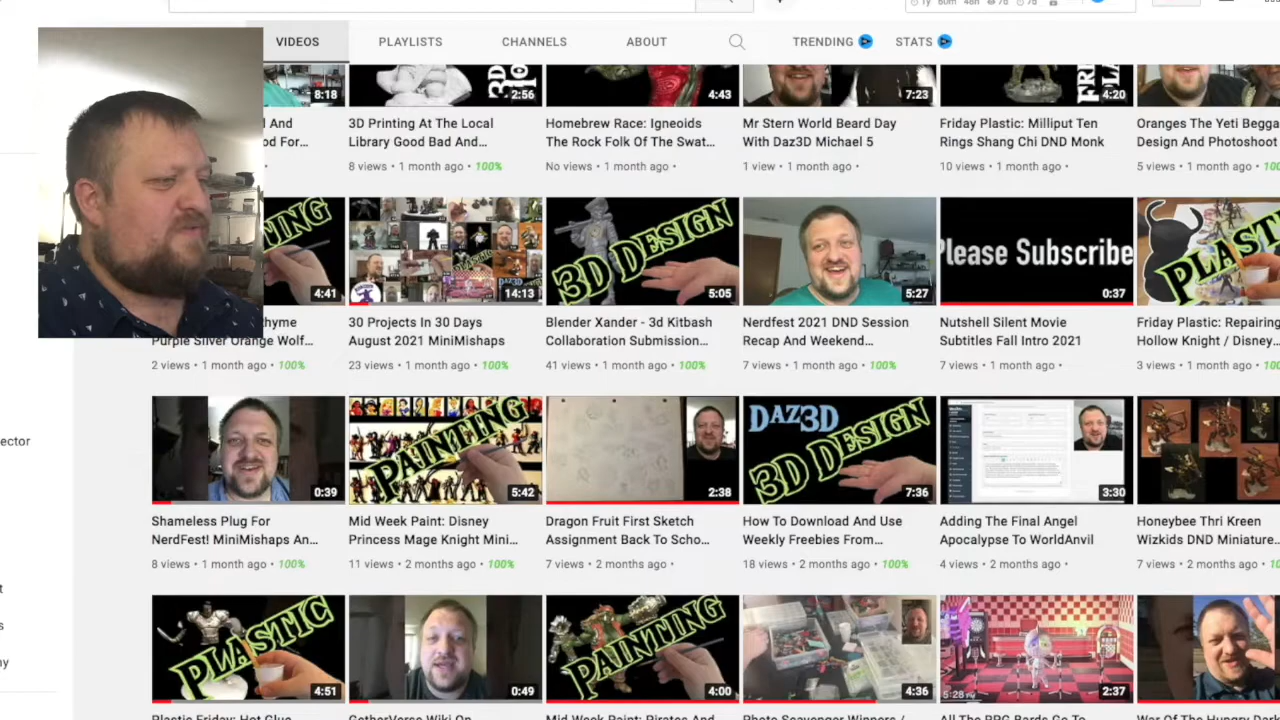 VIDEOS PLAYLISTS CHANNELS ABOUT TRENDING STATS
8:18 2:56 4:43 7:23 4:20
l And 3D Printing At The Local Homebrew Race: Igneoids Mr Stern World Beard Day Friday Plastic: Milliput Ten Oranges The Yeti Begga
od For... Library Good Bad And... The Rock Folk Of The Swat... With Daz3D Michael 5 Rings Shang Chi DND Monk Design And Photoshoot
8 views • 1 month ago • 100% No views • 1 month ago • 1 view • 1 month ago • 10 views • 1 month ago • 5 views • 1 month ago •
TING 3D DESIGN Please Subscribe PLAST
4:41 14:13 5:05 5:27 0:37
hyme 30 Projects In 30 Days Blender Xander - 3d Kitbash Nerdfest 2021 DND Session Nutshell Silent Movie Friday Plastic: Repairing
Purple Silver Orange Wolf... August 2021 MiniMishaps Collaboration Submission... Recap And Weekend... Subtitles Fall Intro 2021 Hollow Knight / Disney
2 views • 1 month ago • 100% 23 views • 1 month ago • 100% 41 views • 1 month ago • 100% 7 views • 1 month ago • 100% 7 views • 1 month ago • 3 views • 1 month ago •
ector
PAINTING DAZ3D 3D DESIGN
0:39 5:42 2:38 7:36 3:30
Shameless Plug For Mid Week Paint: Disney Dragon Fruit First Sketch How To Download And Use Adding The Final Angel Honeybee Thri Kreen
NerdFest! MiniMishaps An... Princess Mage Knight Mini... Assignment Back To Scho... Weekly Freebies From... Apocalypse To WorldAnvil Wizkids DND Miniature...
8 views • 1 month ago • 100% 11 views • 2 months ago • 100% 7 views • 2 months ago • 18 views • 2 months ago • 100% 4 views • 2 months ago • 7 views • 2 months ago •
PLASTIC PAINTING
4:51 0:49 4:00 4:36 5:28 2:37